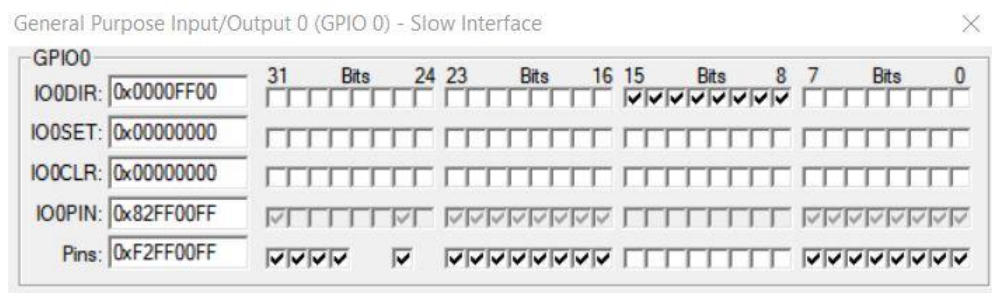 General Purpose Input/Output 0 (GPIO 0) - Slow Interface
GPIO0
31 Bits 24 23 Bits 16 15 Bits 8 7 Bits 0
IO0DIR: 0x0000FF00
IO0SET: 0x00000000
IO0CLR: 0x00000000
IO0PIN: 0x82FF00FF
Pins: 0xF2FF00FF